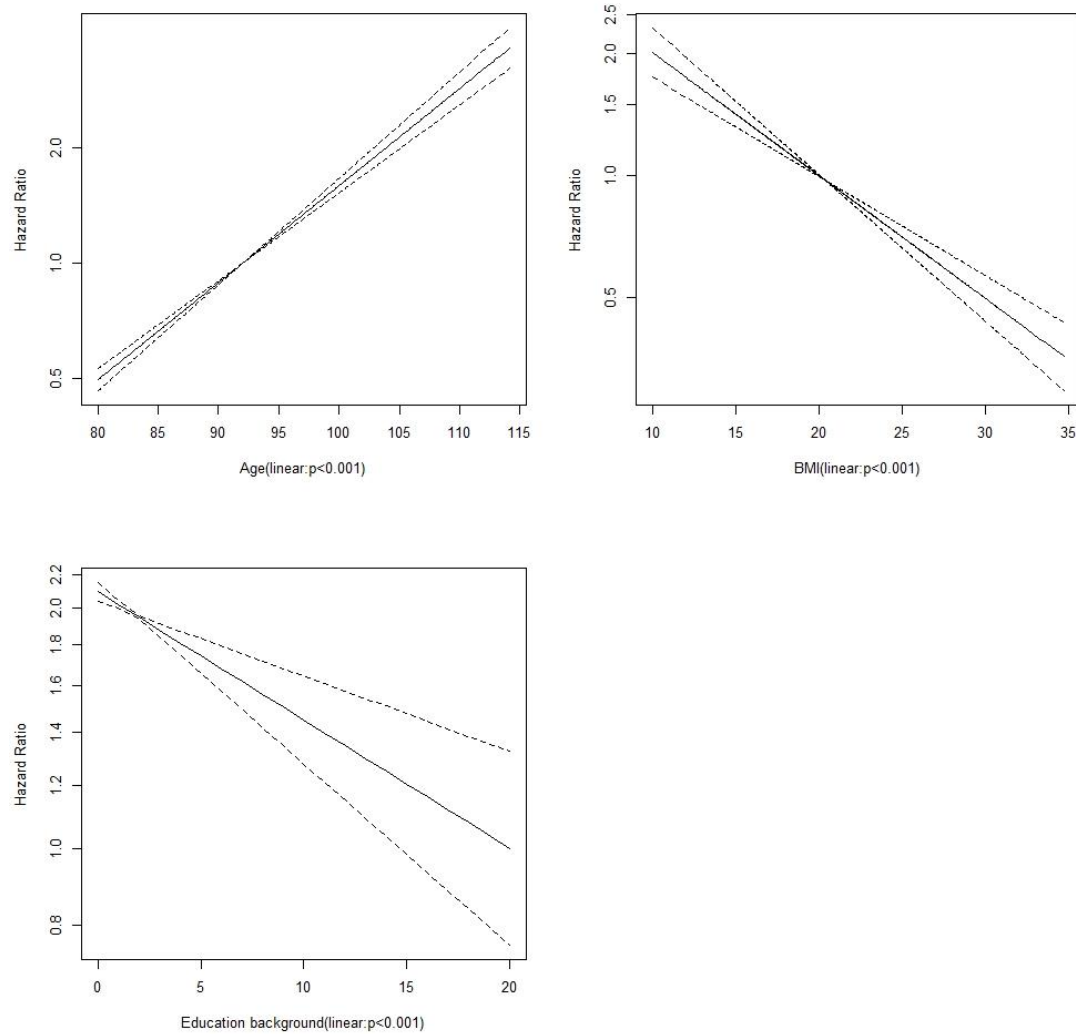 Hazard Ratio
2.0
1.0
0.5
80 85 90 95 100 105 110 115
Age(linear:p<0.001)
Hazard Ratio
2.5
2.0
1.5
1.0
0.5
10 15 20 25 30 35
BMI(linear:p<0.001)
Hazard Ratio
2.2
2.0
1.8
1.6
1.4
1.2
1.0
0.8
0 5 10 15 20
Education background(linear:p<0.001)